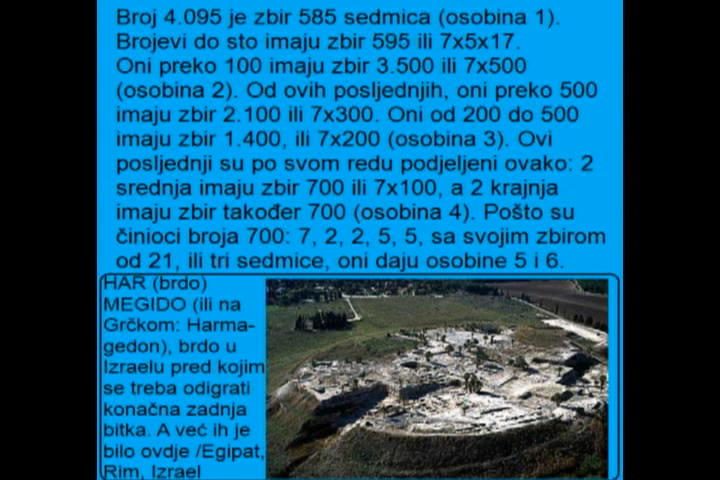 Broj 4.095 je zbir 585 sedmica (osobina 1).
Brojevi do sto imaju zbir 595 ili 7x5x17.
Oni preko 100 imaju zbir 3.500 ili 7x500
(osobina 2). Od ovih posljednjih, oni preko 500
imaju zbir 2.100 ili 7x300. Oni od 200 do 500
imaju zbir 1.400, ili 7x200 (osobina 3). Ovi
posljednji su po svom redu podjeljeni ovako: 2
srednja imaju zbir 700 ili 7x100, a 2 krajnja
imaju zbir također 700 (osobina 4). Pošto su
činioci broja 700: 7, 2, 2, 5, 5, sa svojim zbirom
od 21, ili tri sedmice, oni daju osobine 5 i 6.
HAR (brdo)
MEGIDO (ili na
Grčkom: Harma-
gedon), brdo u
Izraelu pred kojim
se treba odigrati
konačna zadnja
bitka. A već ih je
bilo ovdje /Egipat,
Rim, Izrael